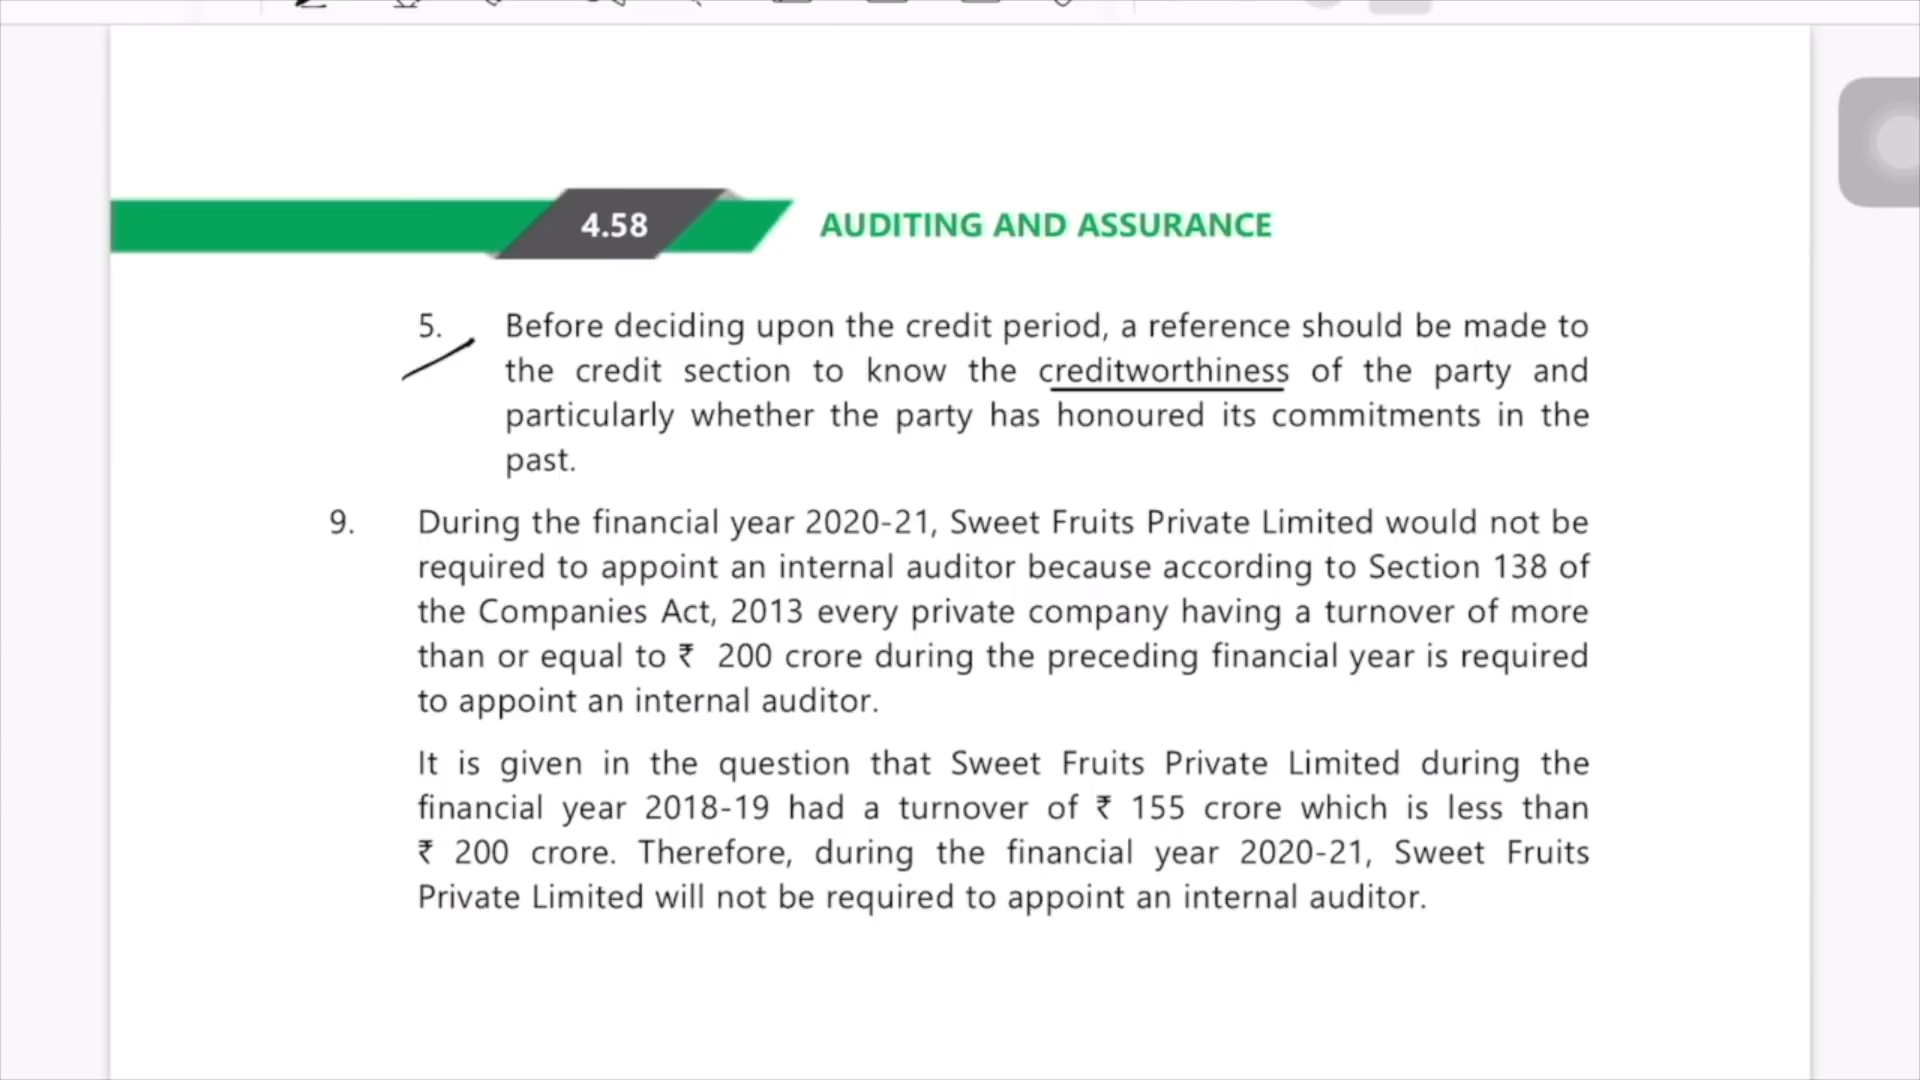 4.58 AUDITING AND ASSURANCE
5. Before deciding upon the credit period, a reference should be made to
the credit section to know the creditworthiness of the party and
particularly whether the party has honoured its commitments in the
past.
9. During the financial year 2020-21, Sweet Fruits Private Limited would not be
required to appoint an internal auditor because according to Section 138 of
the Companies Act, 2013 every private company having a turnover of more
than or equal to ₹ 200 crore during the preceding financial year is required
to appoint an internal auditor.
It is given in the question that Sweet Fruits Private Limited during the
financial year 2018-19 had a turnover of ₹ 155 crore which is less than
₹ 200 crore. Therefore, during the financial year 2020-21, Sweet Fruits
Private Limited will not be required to appoint an internal auditor.